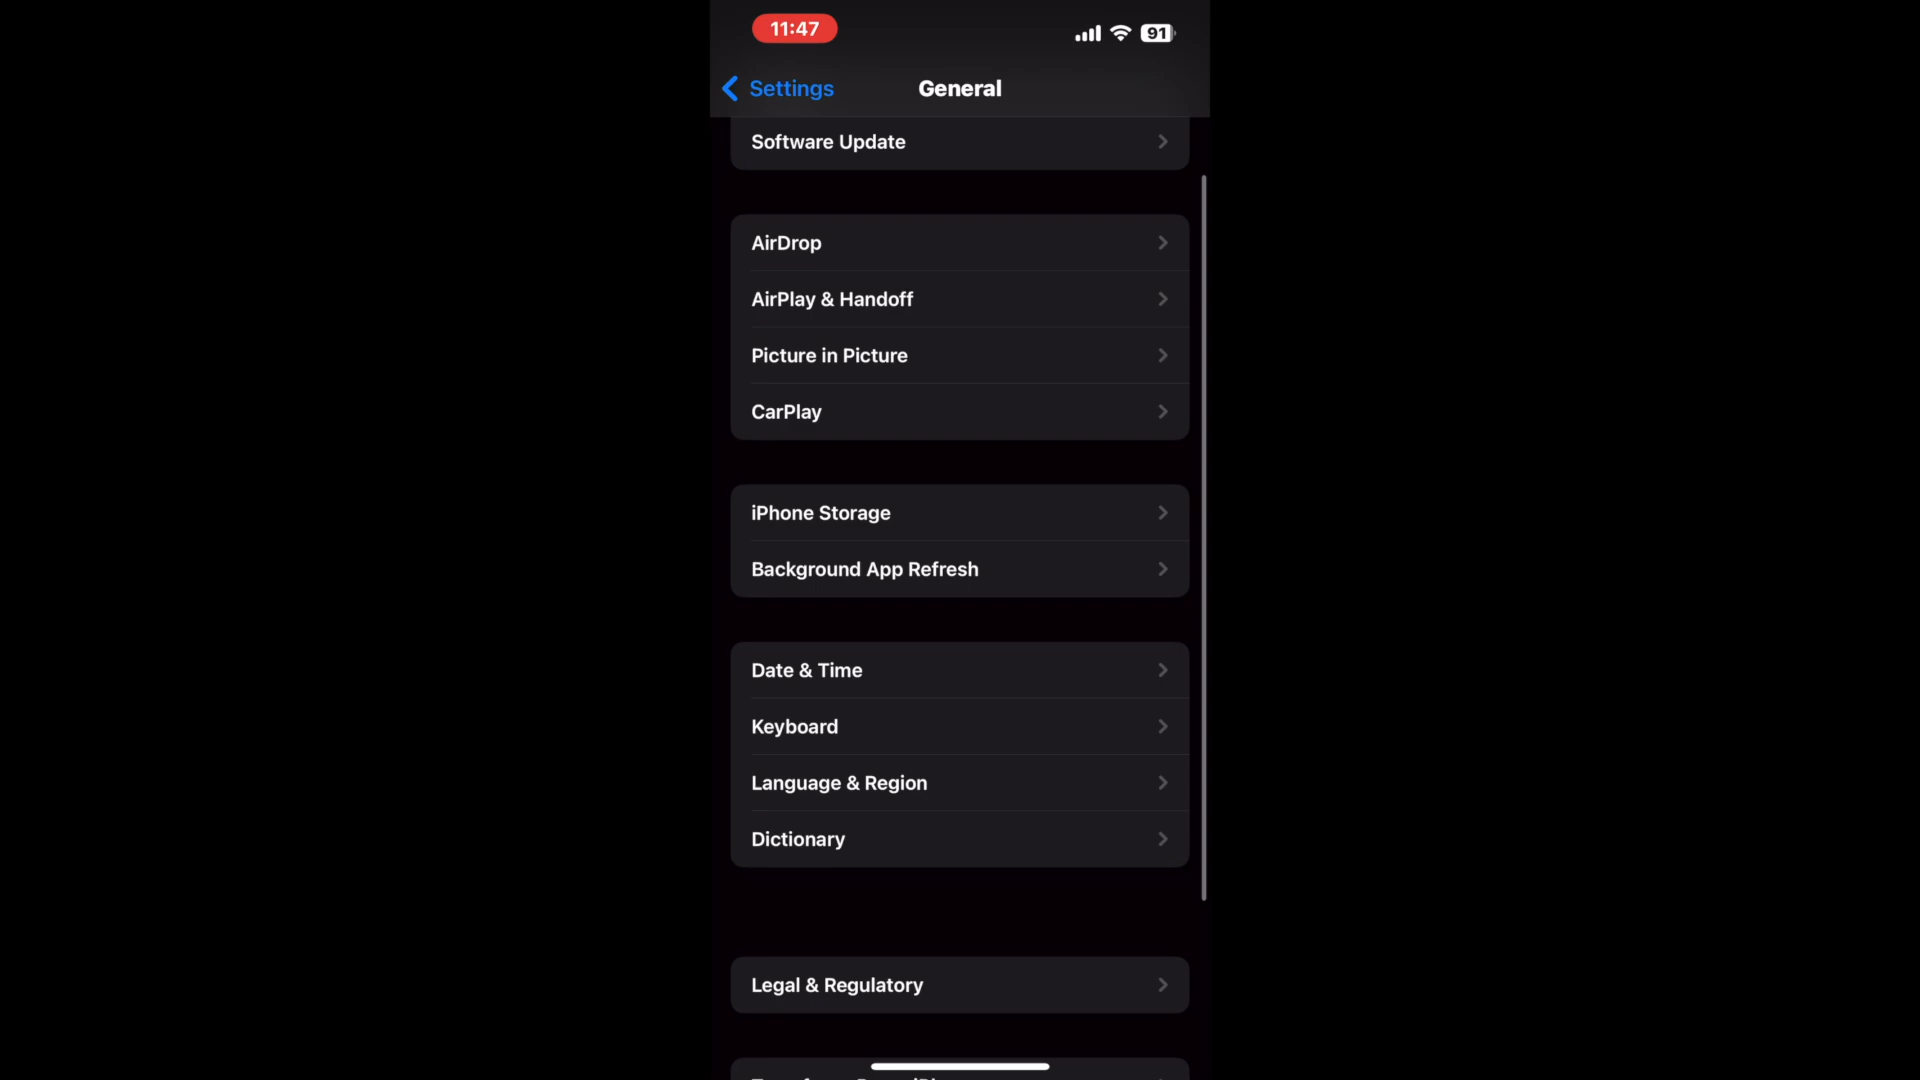 11:47
91
Settings
General
Software Update
AirDrop
AirPlay & Handoff
Picture in Picture
CarPlay
iPhone Storage
Background App Refresh
Date & Time
Keyboard
Language & Region
Dictionary
Legal & Regulatory